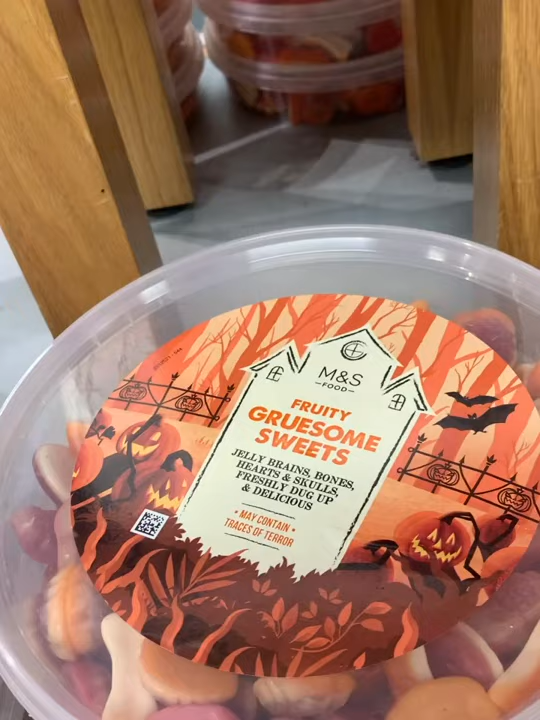 M&S
FOOD
FRUITY
GRUESOME
SWEETS
JELLY BRAINS, BONES,
HEARTS & SKULLS,
FRESHLY DUG UP
& DELICIOUS
• MAY CONTAIN •
TRACES OF TERROR